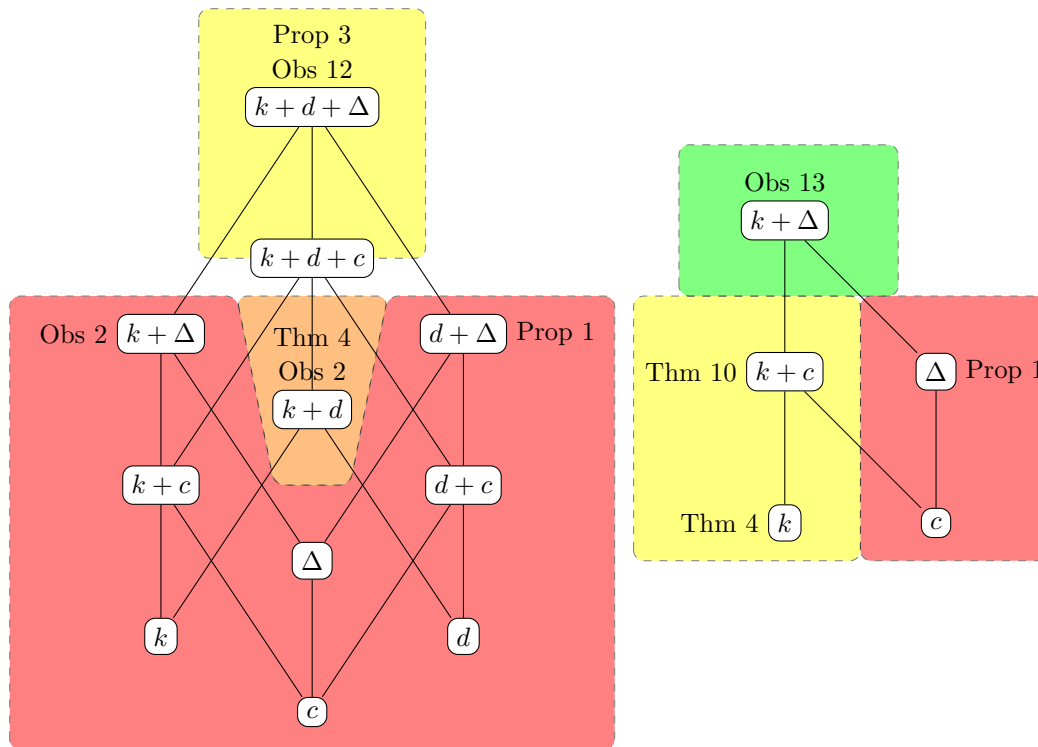 Prop 3
Obs 12
k + d + Δ
k + d + c
Obs 2 k + Δ
Thm 4
Obs 2
k + d
d + Δ Prop 1
k + c
d + c
Δ
k
d
c
Obs 13
k + Δ
Thm 10 k + c
Δ Prop 1
Thm 4 k
c